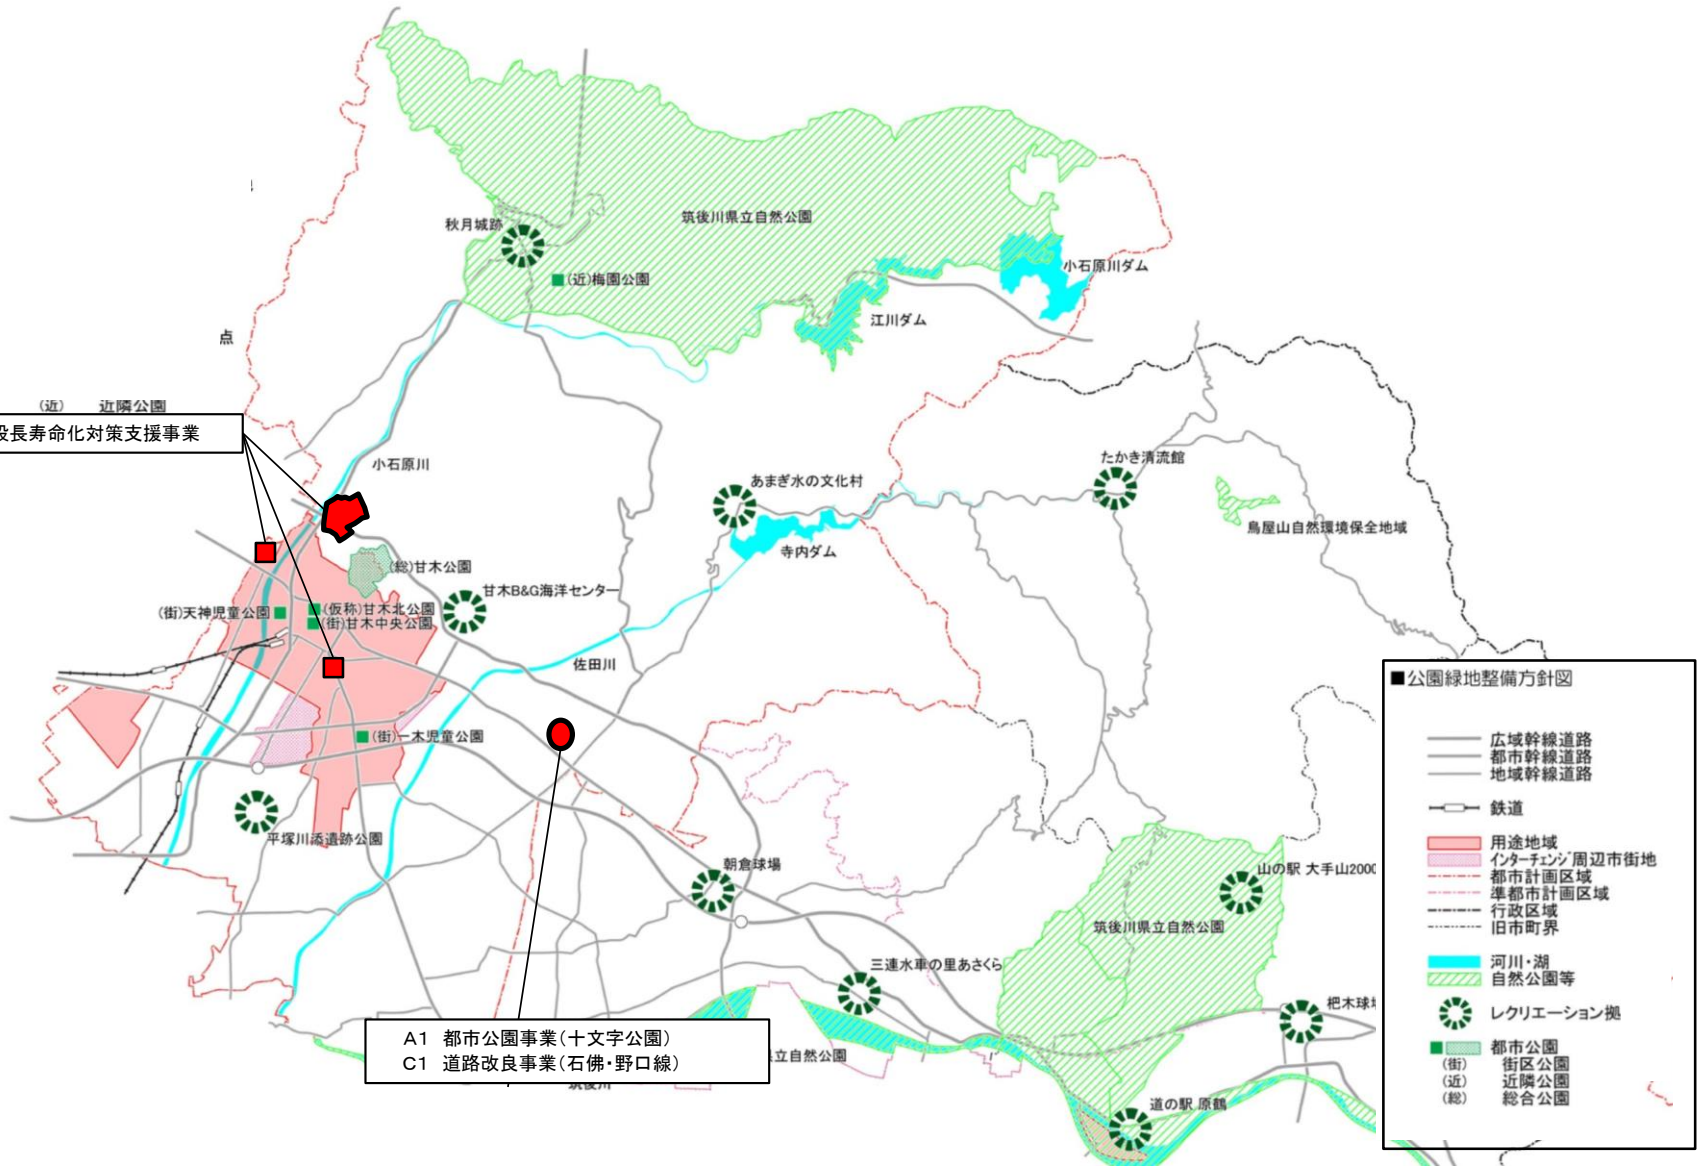 秋月城跡
筑後川県立自然公園
(近)梅園公園
小石原川ダム
江川ダム
点
(近) 近隣公園
設長寿命化対策支援事業
小石原川
あまぎ水の文化村
たかき清流館
鳥屋山自然環境保全地域
寺内ダム
(総)甘木公園
甘木B&G海洋センター
(街)天神児童公園
(仮称)甘木北公園
(街)甘木中央公園
佐田川
(街)一木児童公園
平塚川添遺跡公園
朝倉球場
山の駅 大手山2000
筑後川県立自然公園
三連水車の里あさくら
杷木球場
A1 都市公園事業(十文字公園)
C1 道路改良事業(石佛・野口線)
県立自然公園
筑後川
道の駅 原鶴
■公園緑地整備方針図
広域幹線道路
都市幹線道路
地域幹線道路
鉄道
用途地域
インターチェンジ周辺市街地
都市計画区域
準都市計画区域
行政区域
旧市町界
河川・湖
自然公園等
レクリエーション拠
都市公園
(街) 街区公園
(近) 近隣公園
(総) 総合公園